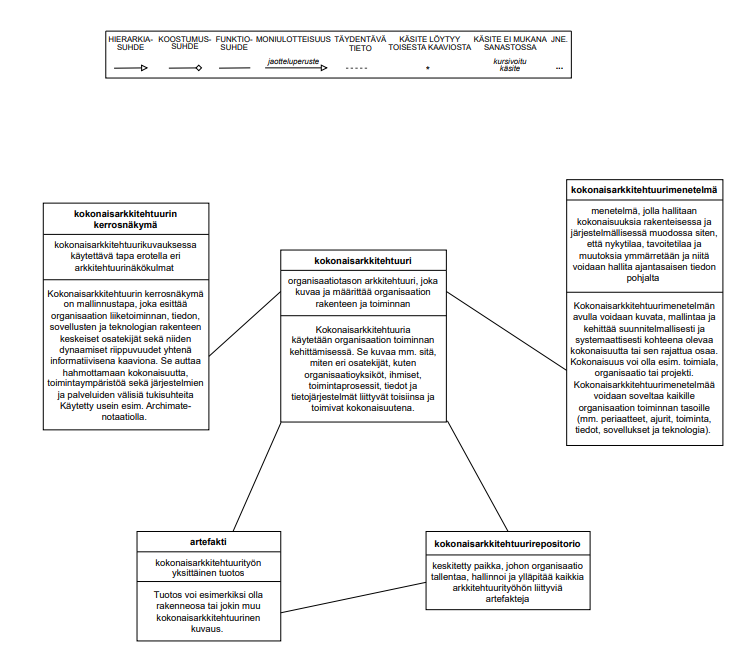 HIERARKIA-
SUHDE
KOOSTUMUS-
SUHDE
FUNKTIO-
SUHDE
MONIULOTTEISUUS
TÄYDENTÄVÄ
TIETO
KÄSITE LÖYTYY
TOISESTA KAAVIOSTA
KÄSITE EI MUKANA
SANASTOSSA
JNE.
jaotteluperuste
*
kursivoitu
käsite
...
kokonaisarkkitehtuurin
kerrosnäkymä
kokonaisarkkitehtuurikuvauksessa
käytettävä tapa erotella eri
arkkitehtuurinäkökulmat
Kokonaisarkkitehtuurin kerrosnäkymä
on mallinnustapa, joka esittää
organisaation liiketoiminnan, tiedon,
sovellusten ja teknologian rakenteen
keskeiset osatekijät sekä niiden
dynaamiset riippuvuudet yhtenä
informatiivisena kaaviona. Se auttaa
hahmottamaan kokonaisuutta,
toimintaympäristöä sekä järjestelmien
ja palveluiden välisiä tukisuhteita
Käytetty usein esim. Archimate-
notaatiolla.
kokonaisarkkitehtuuri
organisaatiotason arkkitehtuuri, joka
kuvaa ja määrittää organisaation
rakenteen ja toiminnan
Kokonaisarkkitehtuuria
käytetään organisaation toiminnan
kehittämisessä. Se kuvaa mm. sitä,
miten eri osatekijät, kuten
organisaatioyksiköt, ihmiset,
toimintaprosessit, tiedot ja
tietojärjestelmät liittyvät toisiinsa ja
toimivat kokonaisuutena.
kokonaisarkkitehtuurimenetelmä
menetelmä, jolla hallitaan
kokonaisuuksia rakenteisessa ja
järjestelmällisessä muodossa siten,
että nykytilaa, tavoitetilaa ja
muutoksia ymmärretään ja niitä
voidaan hallita ajantasaisen tiedon
pohjalta
Kokonaisarkkitehtuurimenetelmän
avulla voidaan kuvata, mallintaa ja
kehittää suunnitelmallisesti ja
systemaattisesti kohteena olevaa
kokonaisuutta tai sen rajattua osaa.
Kokonaisuus voi olla esim. toimiala,
organisaatio tai projekti.
Kokonaisarkkitehtuurimenetelmää
voidaan soveltaa kaikille
organisaation toiminnan tasoille
(mm. periaatteet, ajurit, toiminta,
tiedot, sovellukset ja teknologia).
artefakti
kokonaisarkkitehtuurityön
yksittäinen tuotos
Tuotos voi esimerkiksi olla
rakenneosa tai jokin muu
kokonaisarkkitehtuurinen
kuvaus.
kokonaisarkkitehtuurirepositorio
keskitetty paikka, johon organisaatio
tallentaa, hallinnoi ja ylläpitää kaikkia
arkkitehtuurityöhön liittyviä
artefakteja